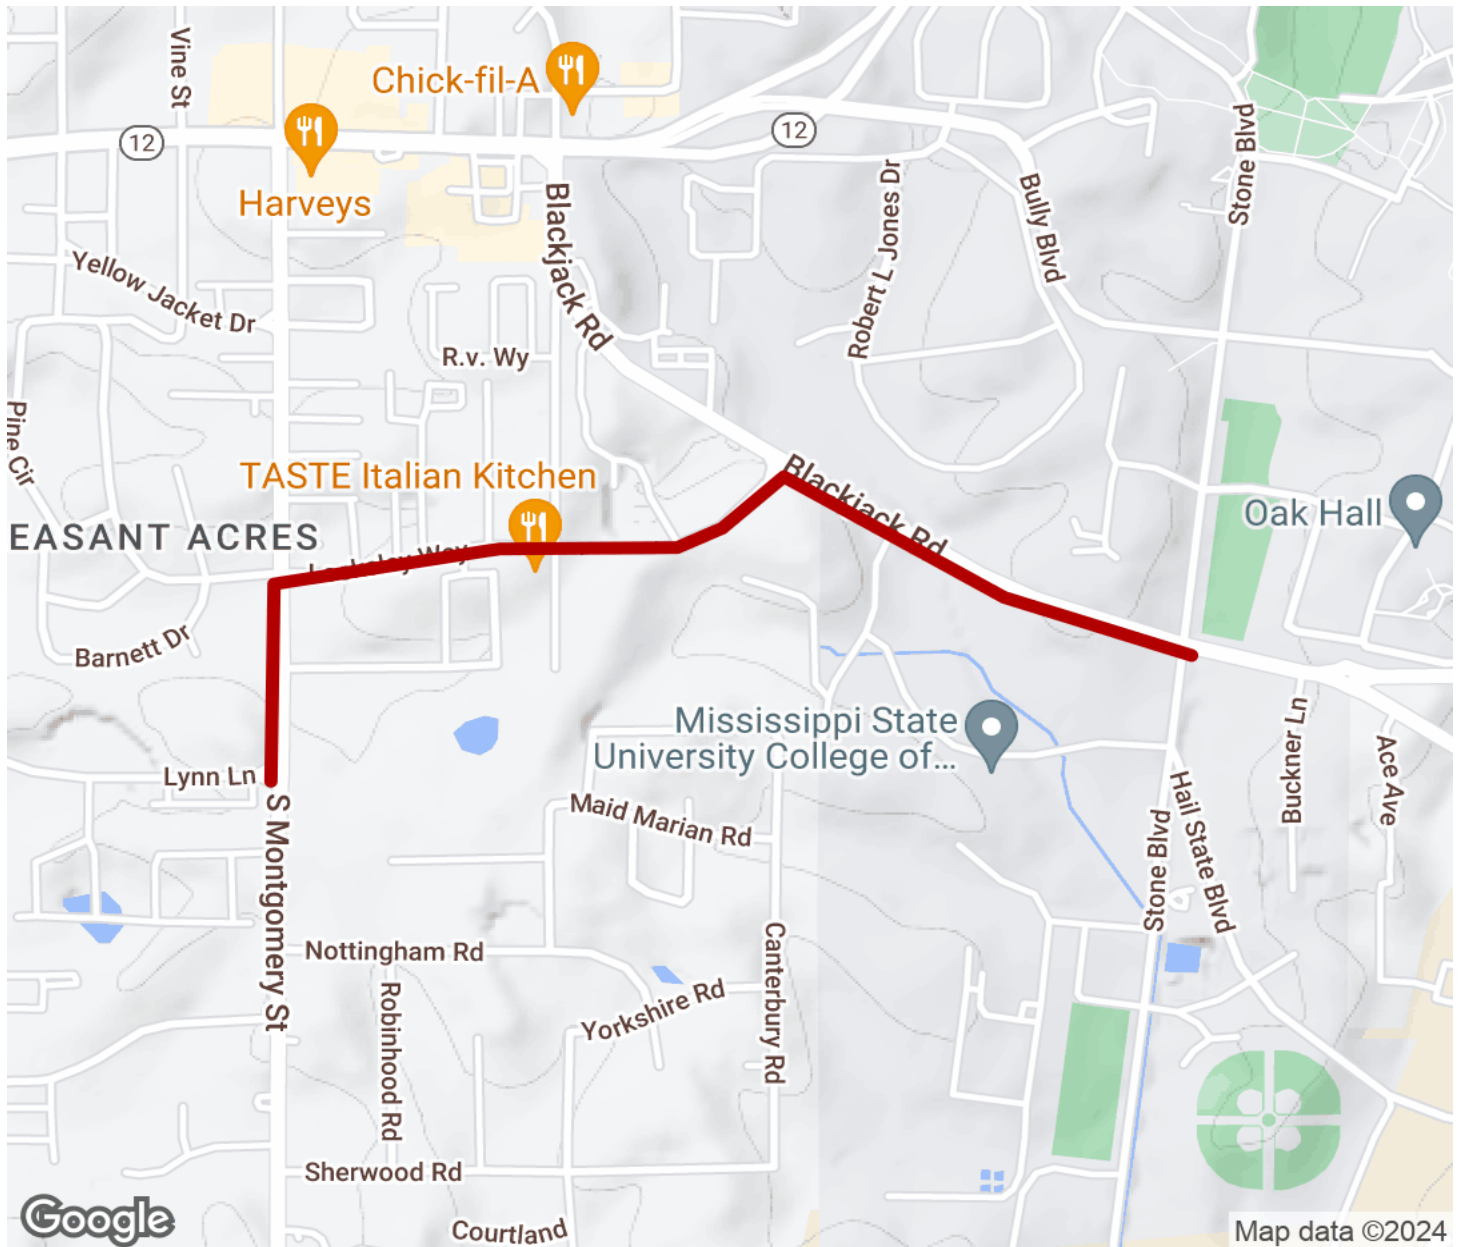 Vine St
Chick-fil-A
12
12
Harveys
Stone Blvd
Blackjack Rd
Robert L Jones Dr
Bully Blvd
Yellow Jacket Dr
R.v. Wy
Pine Cir
TASTE Italian Kitchen
Blackjack Rd
Oak Hall
EASANT ACRES
Barnett Dr
Mississippi State
University College of...
Lynn Ln
S Montgomery St
Maid Marian Rd
Buckner Ln
Ace Ave
Hail State Blvd
Stone Blvd
Nottingham Rd
Robinhood Rd
Yorkshire Rd
Canterbury Rd
Sherwood Rd
Courtland
Google
Map data ©2024